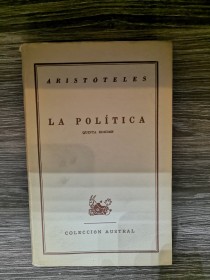 ARISTÓTELES
LA POLÍTICA
QUINTA EDICIÓN
COLECCIÓN AUSTRAL